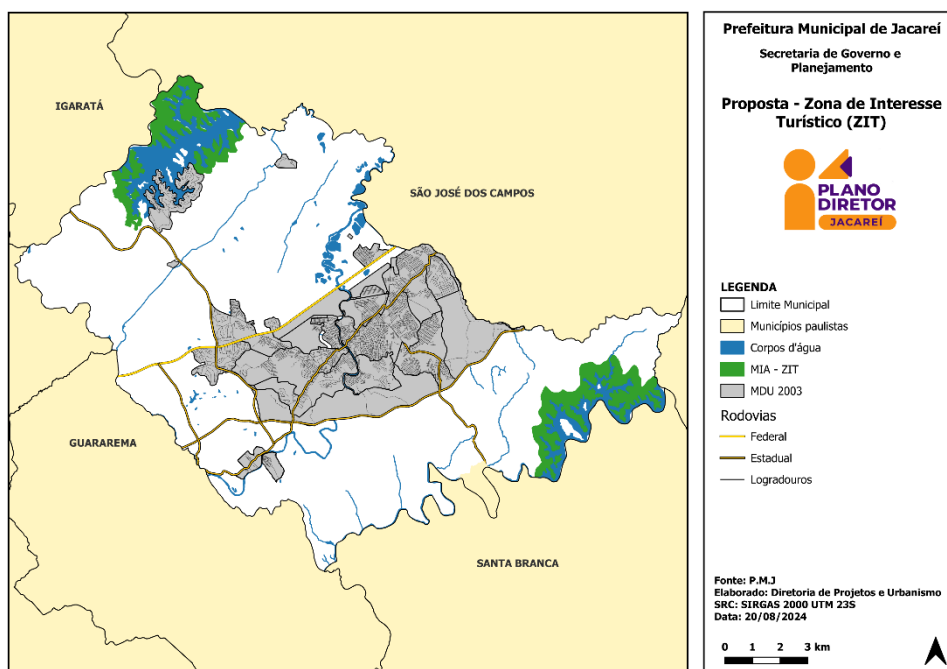 IGARATÁ
SÃO JOSÉ DOS CAMPOS
GUARAREMA
SANTA BRANCA
Prefeitura Municipal de Jacareí
Secretaria de Governo e
Planejamento
Proposta - Zona de Interesse
Turístico (ZIT)
PLANO
DIRETOR
JACAREÍ
LEGENDA
Limite Municipal
Municípios paulistas
Corpos d'água
MIA - ZIT
MDU 2003
Rodovias
Federal
Estadual
Logradouros
Fonte: P.M.J
Elaborado: Diretoria de Projetos e Urbanismo
SRC: SIRGAS 2000 UTM 23S
Data: 20/08/2024
0 1 2 3 km